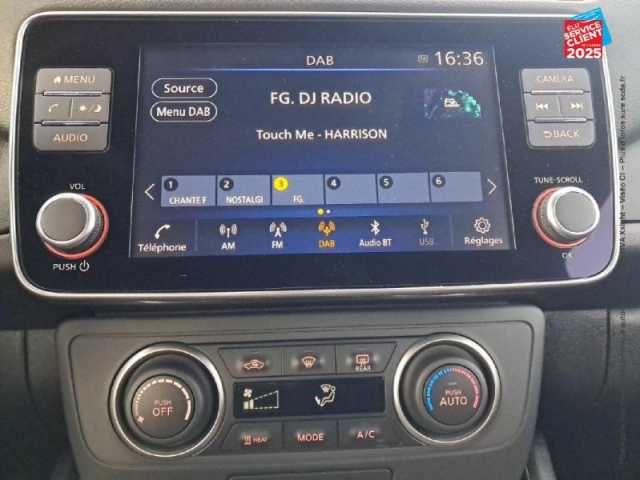 ÉLU
SERVICE
CLIENT
2025
MENU
AUDIO
VOL
PUSH
DAB
16:36
Source
Menu DAB
FG. DJ RADIO
Touch Me - HARRISON
1 2 3 4 5 6
CHANTE F NOSTALGI FG.
Téléphone
AM FM DAB Audio BT USB
Réglages
CAMERA
BACK
TUNE·SCROLL
OK
REAR
PUSH
OFF
PUSH
AUTO
HEAT MODE A/C